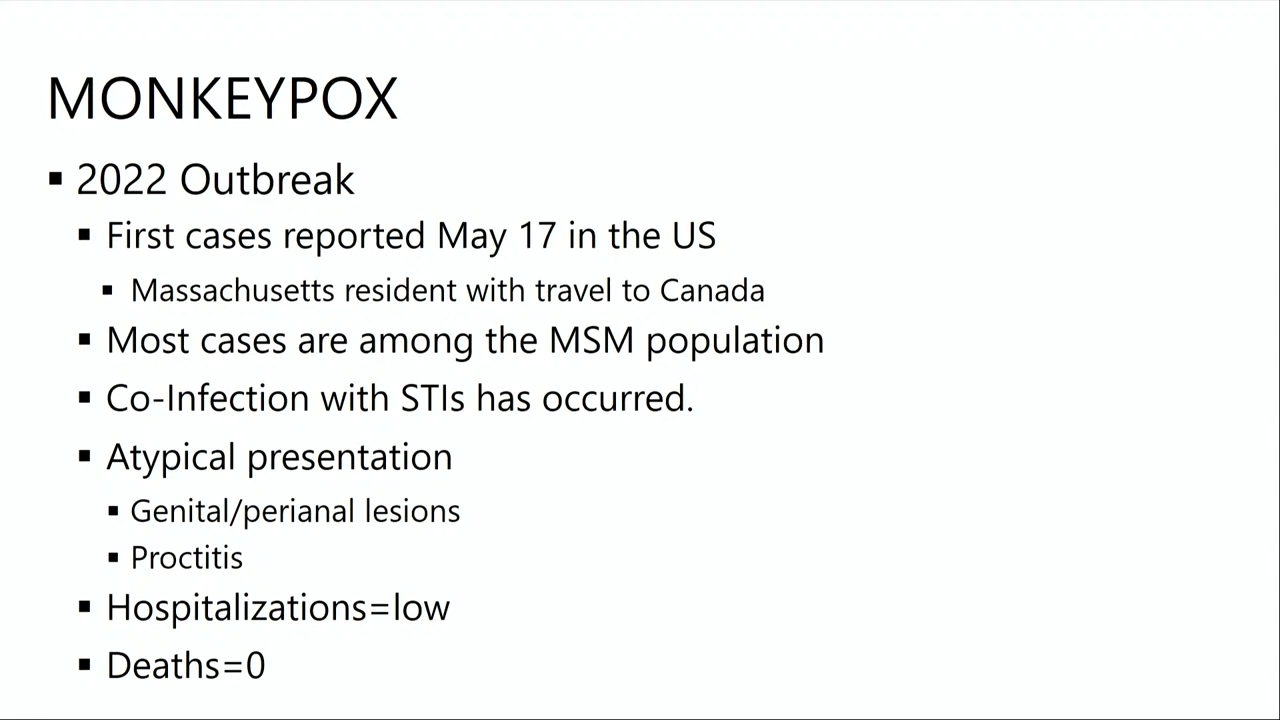 MONKEYPOX
▪ 2022 Outbreak
▪ First cases reported May 17 in the US
▪ Massachusetts resident with travel to Canada
▪ Most cases are among the MSM population
▪ Co-Infection with STIs has occurred.
▪ Atypical presentation
▪ Genital/perianal lesions
▪ Proctitis
▪ Hospitalizations=low
▪ Deaths=0